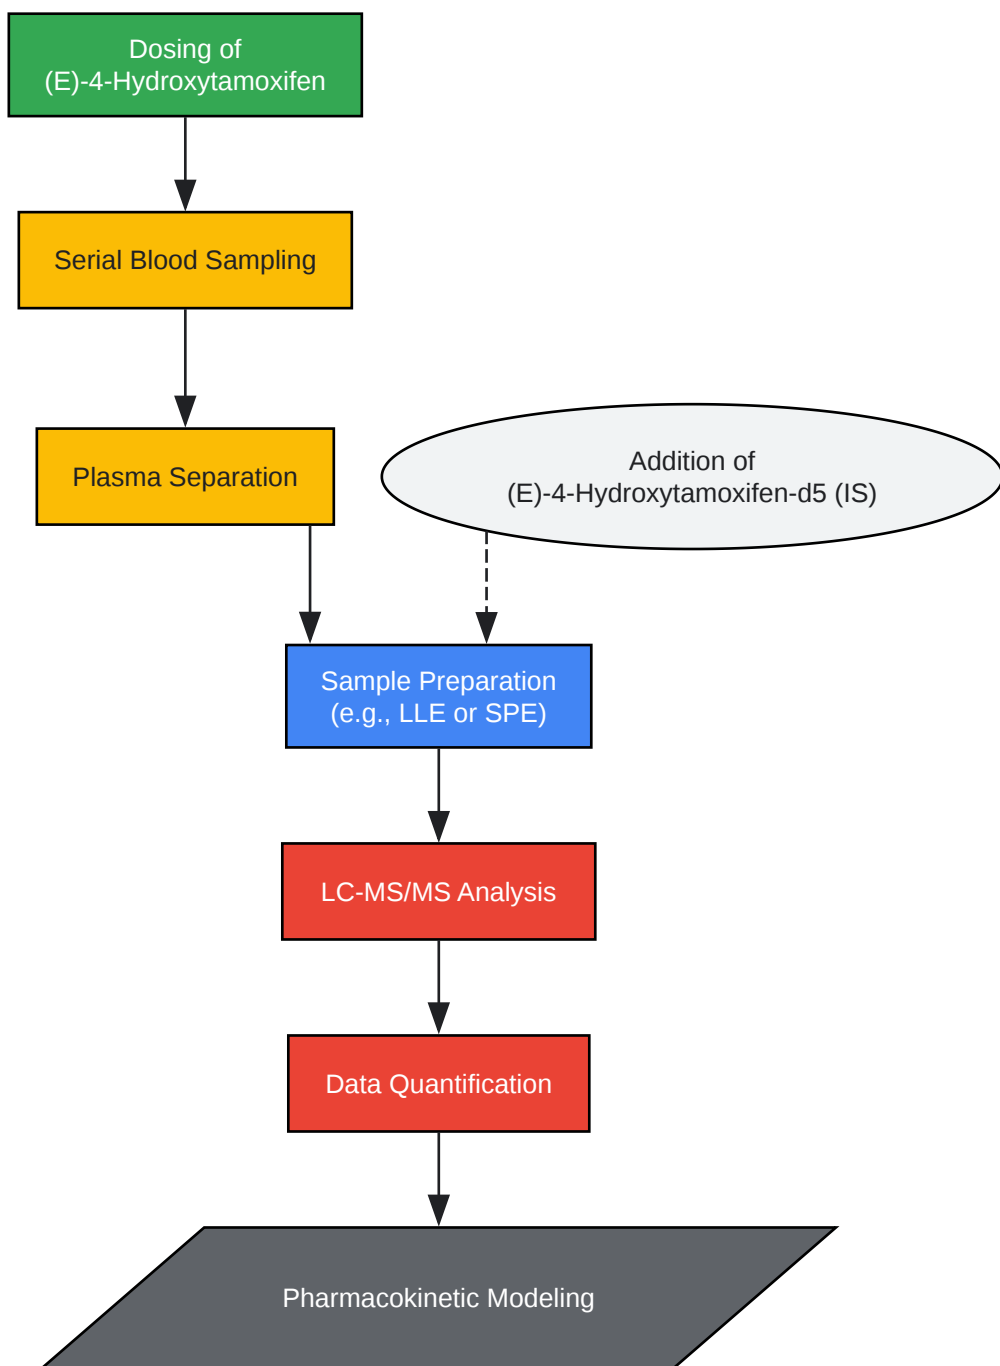 Dosing of
(E)-4-Hydroxytamoxifen
Serial Blood Sampling
Plasma Separation
Addition of
(E)-4-Hydroxytamoxifen-d5 (IS)
Sample Preparation
(e.g., LLE or SPE)
LC-MS/MS Analysis
Data Quantification
Pharmacokinetic Modeling